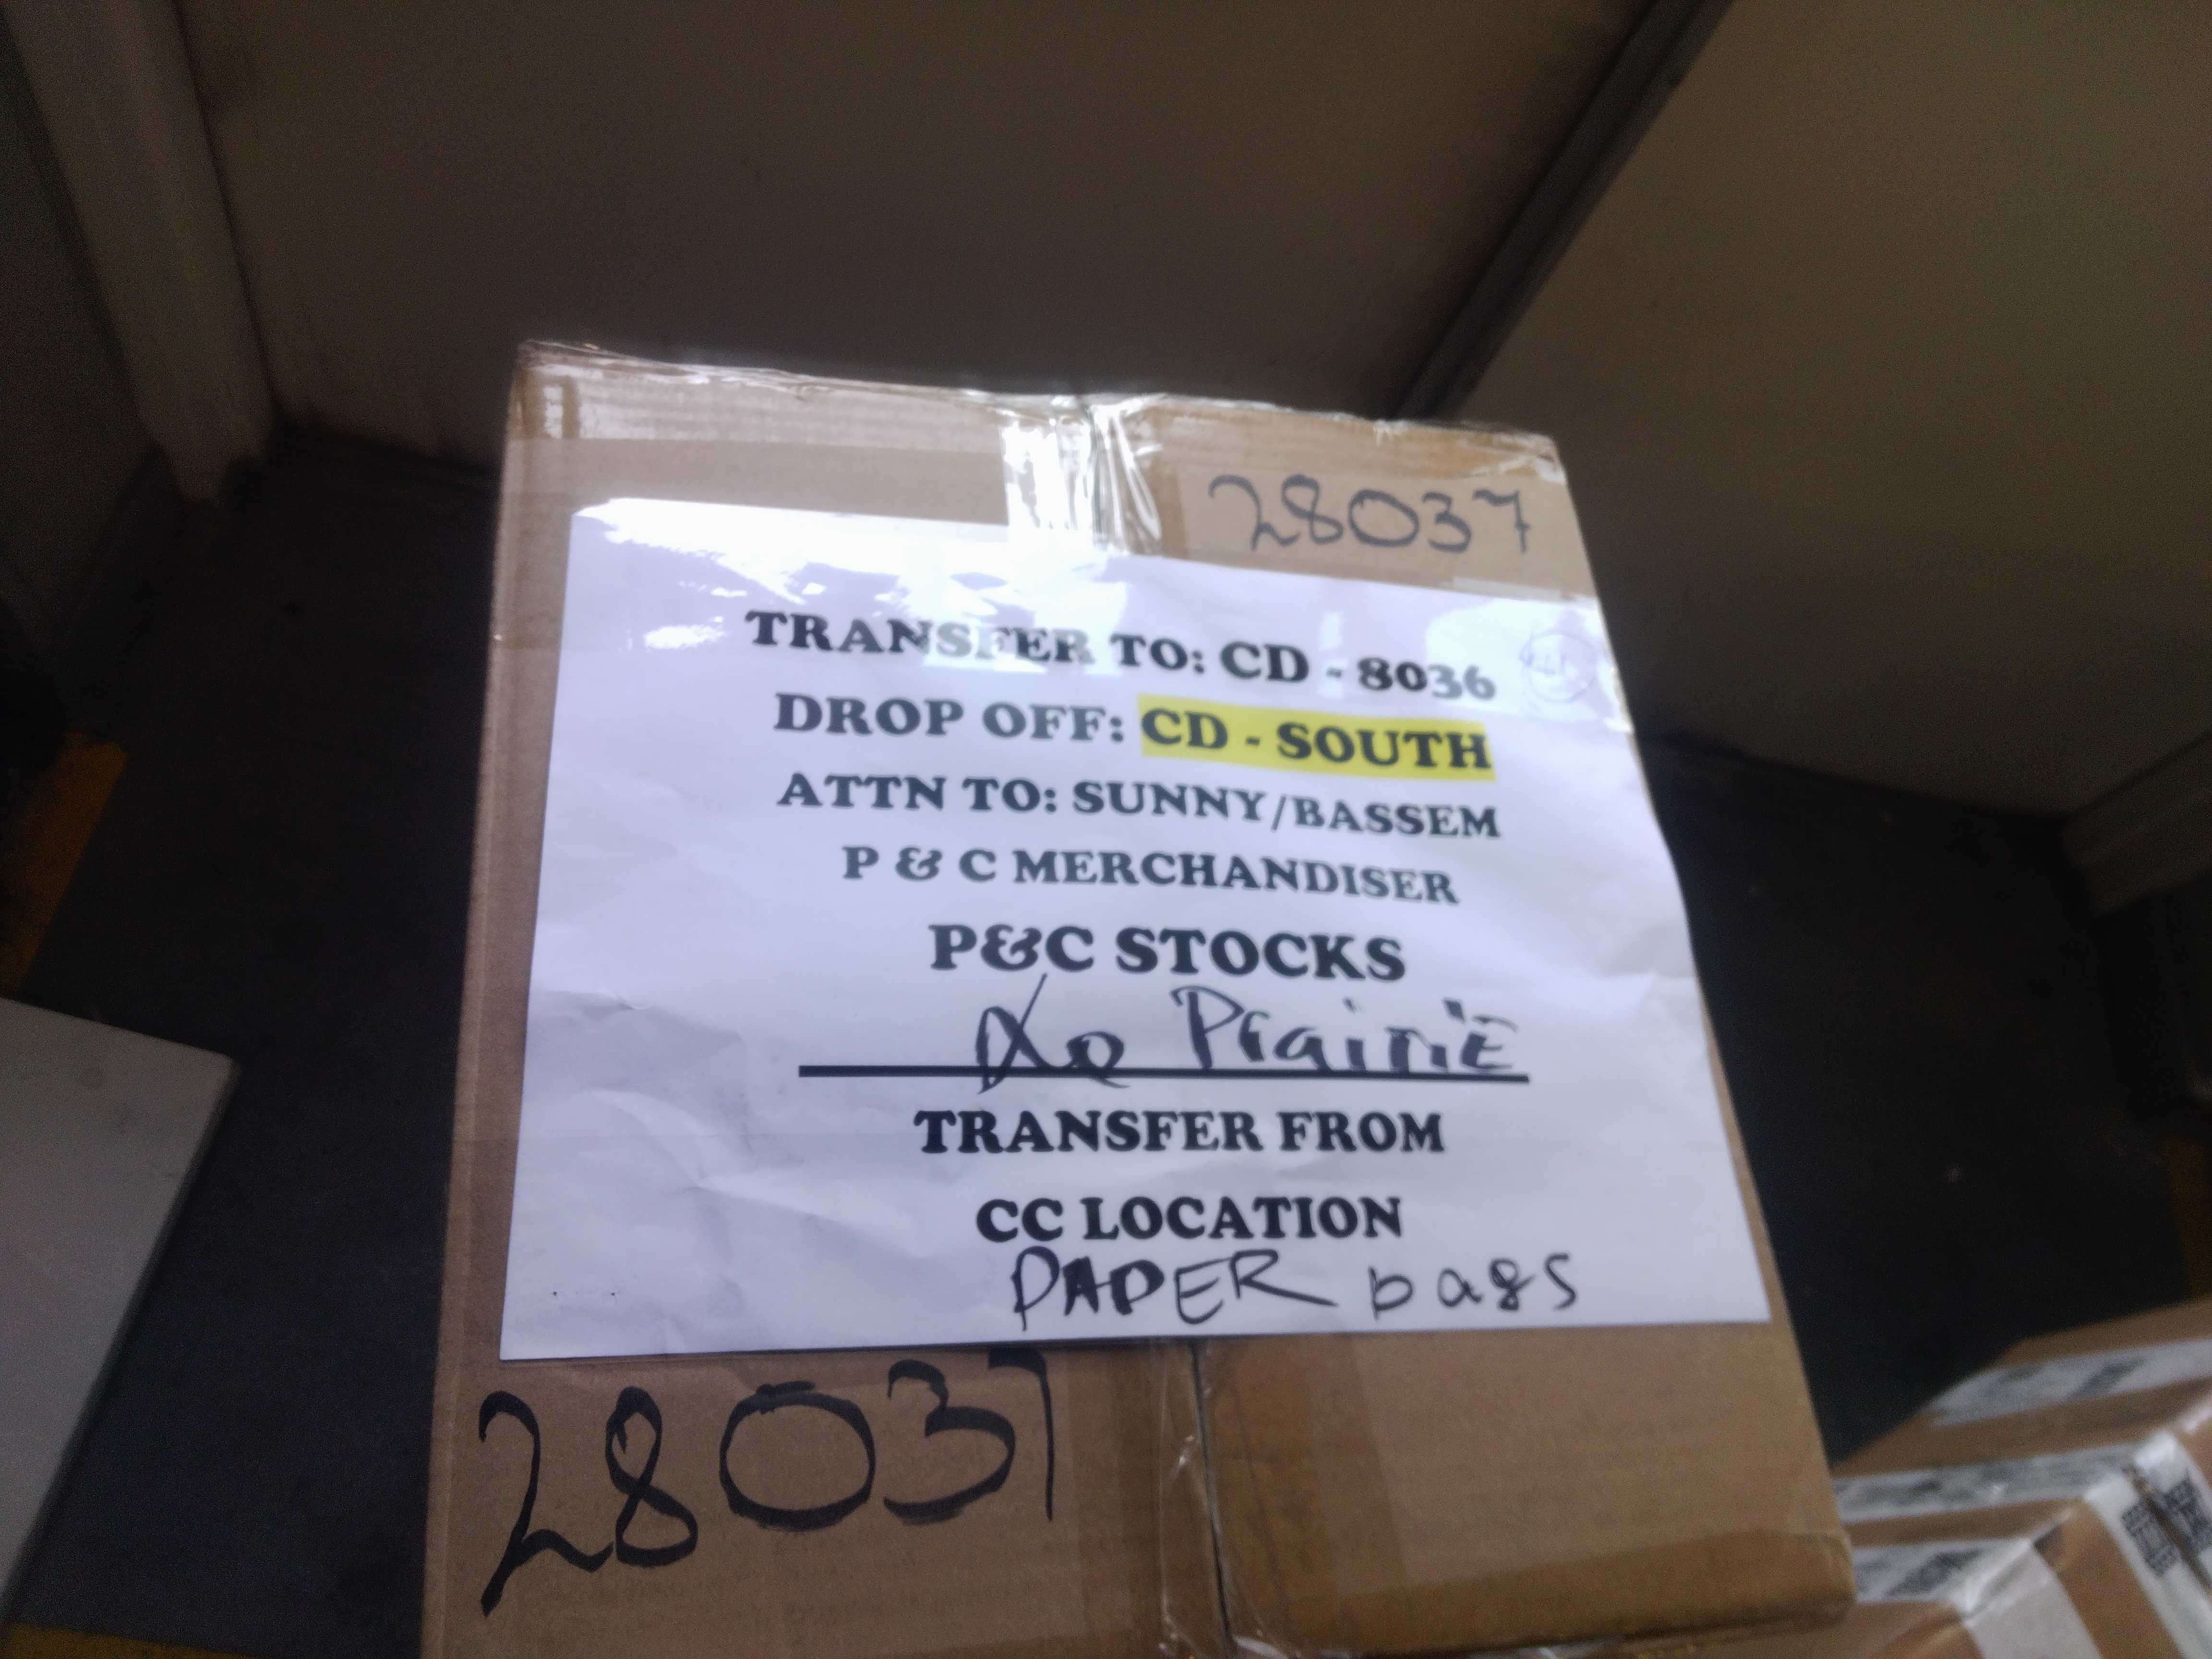 28037
TRANSFER TO: CD - 8036
DROP OFF: CD - SOUTH
ATTN TO: SUNNY/BASSEM
P & C MERCHANDISER
P&C STOCKS
La PrairiE
TRANSFER FROM
CC LOCATION
PAPER bags
28037